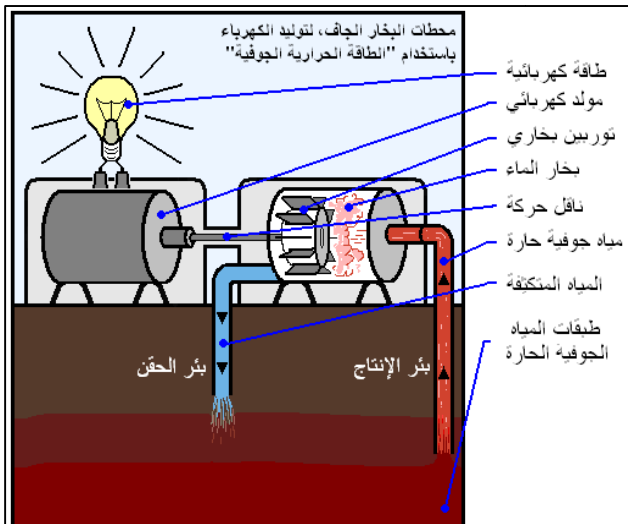 محطات البخار الجاف، لتوليد الكهرباء
باستخدام "الطاقة الحرارية الجوفية"
طاقة كهربائية
مولد كهربائي
توربين بخاري
بخار الماء
ناقل حركة
مياه جوفية حارة
المياه المتكثفة
طبقات المياه
الجوفية الحارة
بئر الإنتاج
بئر الحقن